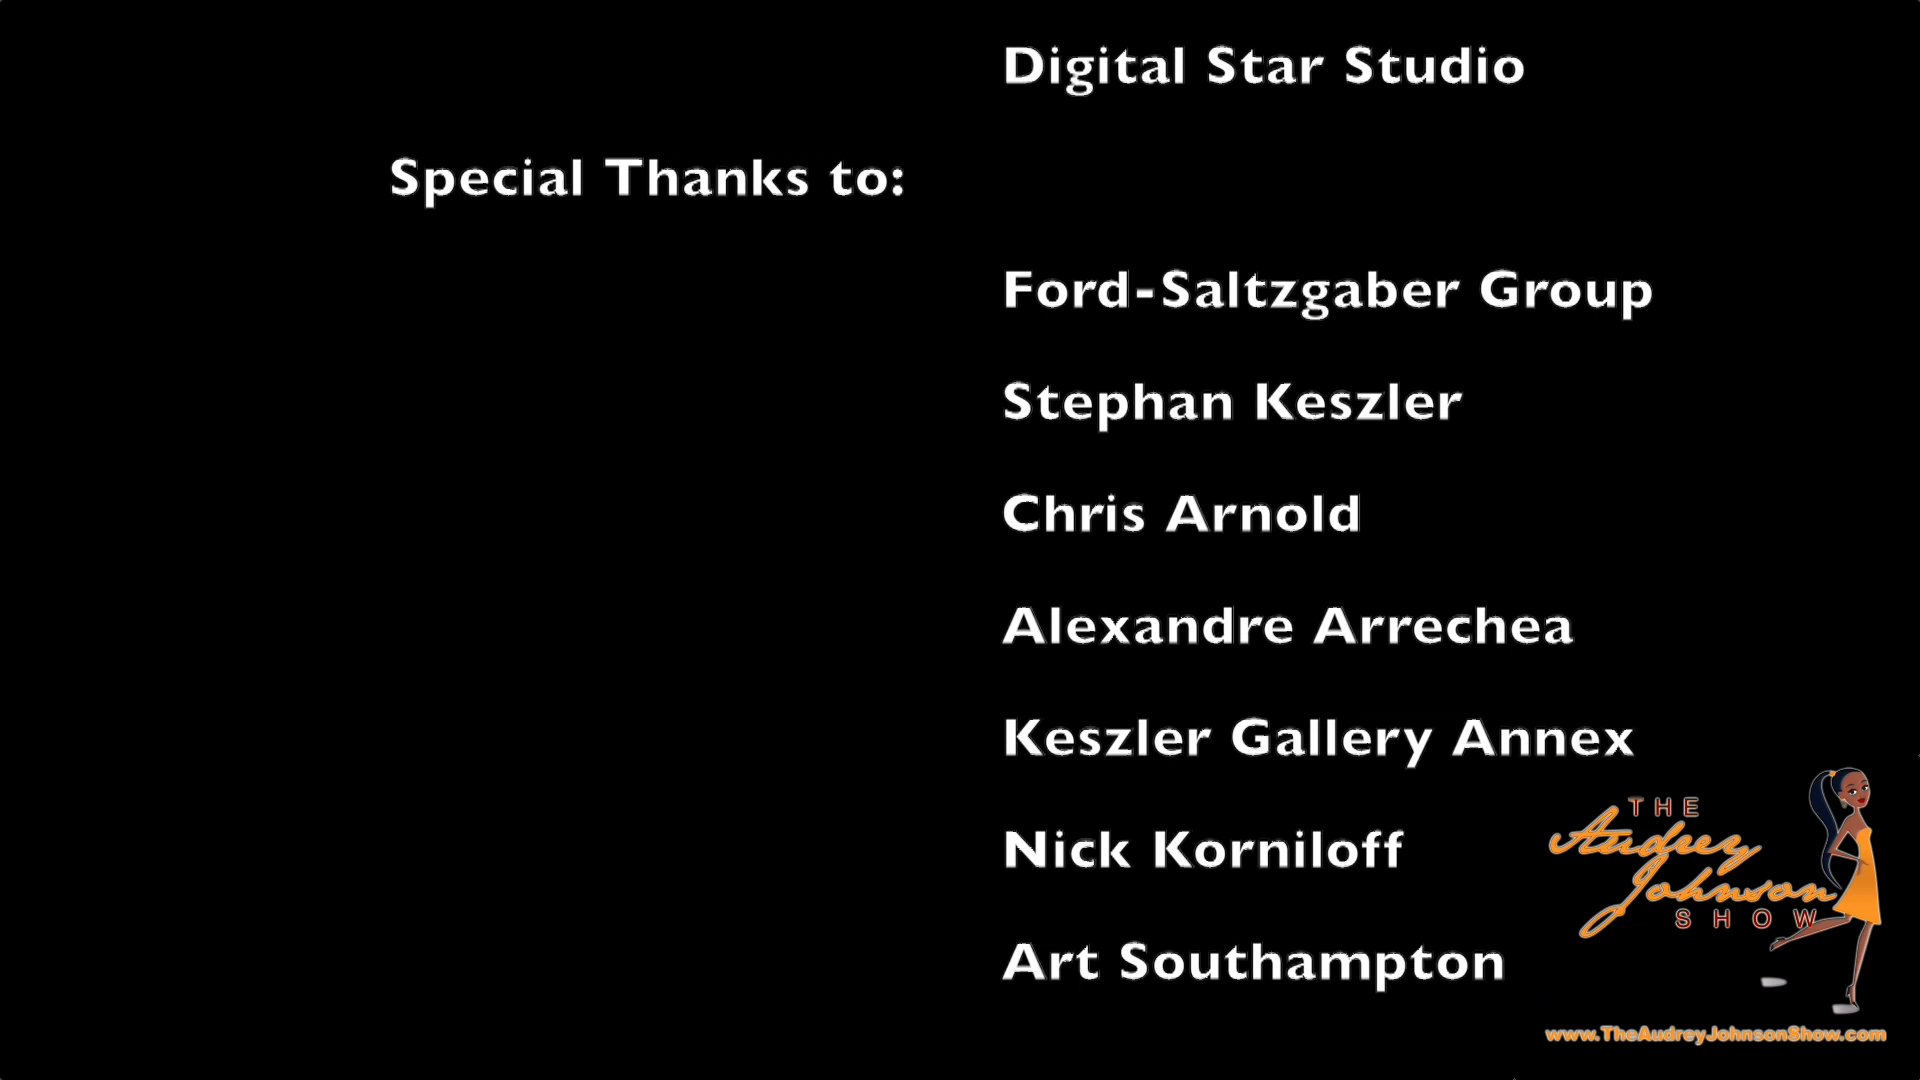 Digital Star Studio
Special Thanks to:
Ford-Saltzgaber Group
Stephan Keszler
Chris Arnold
Alexandre Arrechea
Keszler Gallery Annex
Nick Korniloff
Art Southampton
THE
Audrey
Johnson
SHOW
www.TheAudreyJohnsonShow.com